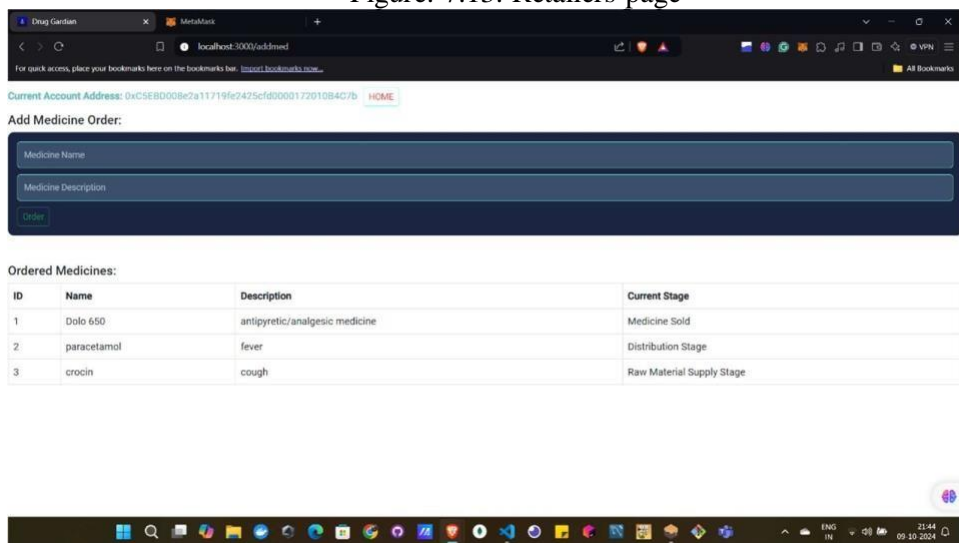 Figure: 7.13: Retailers page
Drug Gardian
MetaMask
localhost:3000/addmed
VPN
For quick access, place your bookmarks here on the bookmarks bar. Import bookmarks now...
All Bookmarks
Current Account Address: HOME
Add Medicine Order:
Medicine Name
Medicine Description
Order
Ordered Medicines:
ID Name Description Current Stage
1 Dolo 650 antipyretic/analgesic medicine Medicine Sold
2 paracetamol fever Distribution Stage
3 crocin cough Raw Material Supply Stage
ENG 21:44
IN 09-10-2024